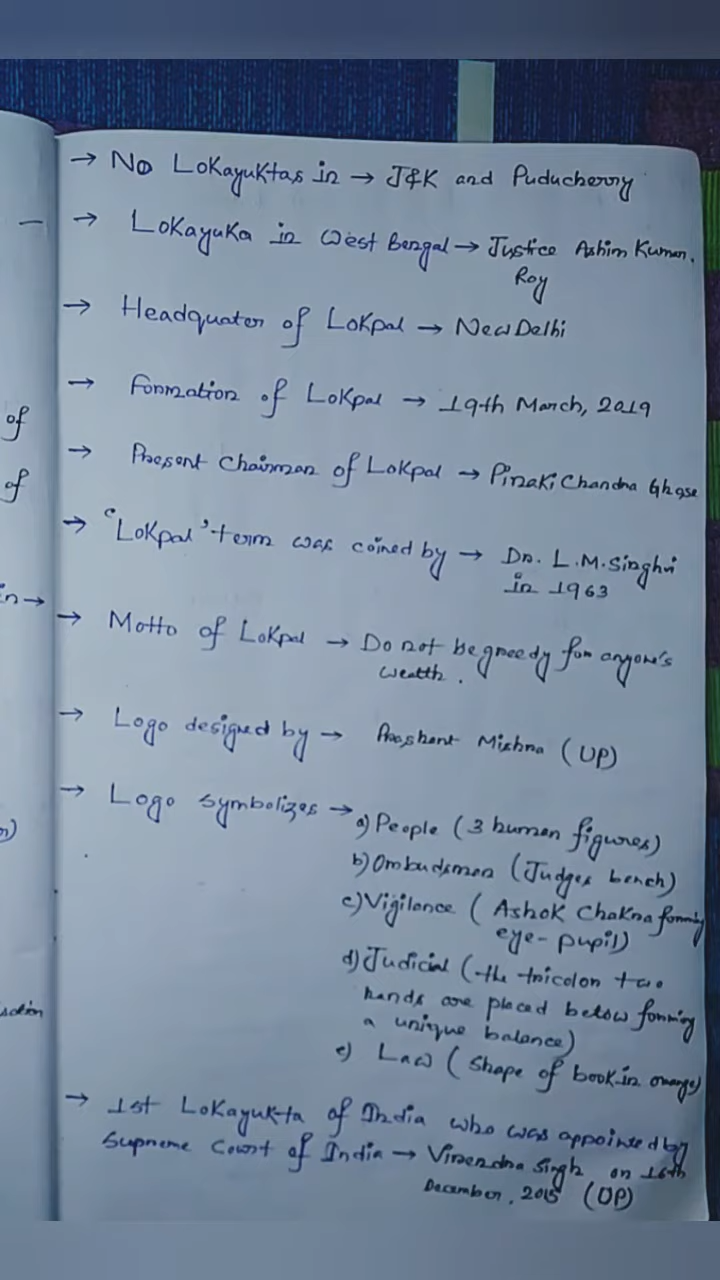 → No Lokayuktas in → J&K and Puducherry
→ Lokayuka in West Bengal → Justice Ashim Kumar.
Roy
→ Headquater of Lokpal → New Delhi
→ Formation of Lokpal → 19th March, 2019
of
→ Present Chairman of Lokpal → Pinaki Chandra Ghose
of
→ 'Lokpal' term was coined by → Dr. L.M. Singhvi
in 1963
in →
→ Motto of Lokpal → Do not be greedy for anyone's
wealth.
→ Logo designed by → Prashant Mishra (UP)
→ Logo symbolizes → a) People (3 human figures)
b) Ombudsman (Judges bench)
c) Vigilance (Ashok Chakra forming
eye-pupil)
d) Judicial (the tricolor two
hands are placed below forming
a unique balance)
e) Law (shape of book in orange)
→ 1st Lokayukta of India who was appointed by
Supreme Court of India → Virendra Singh on 16th
December, 2015 (UP)